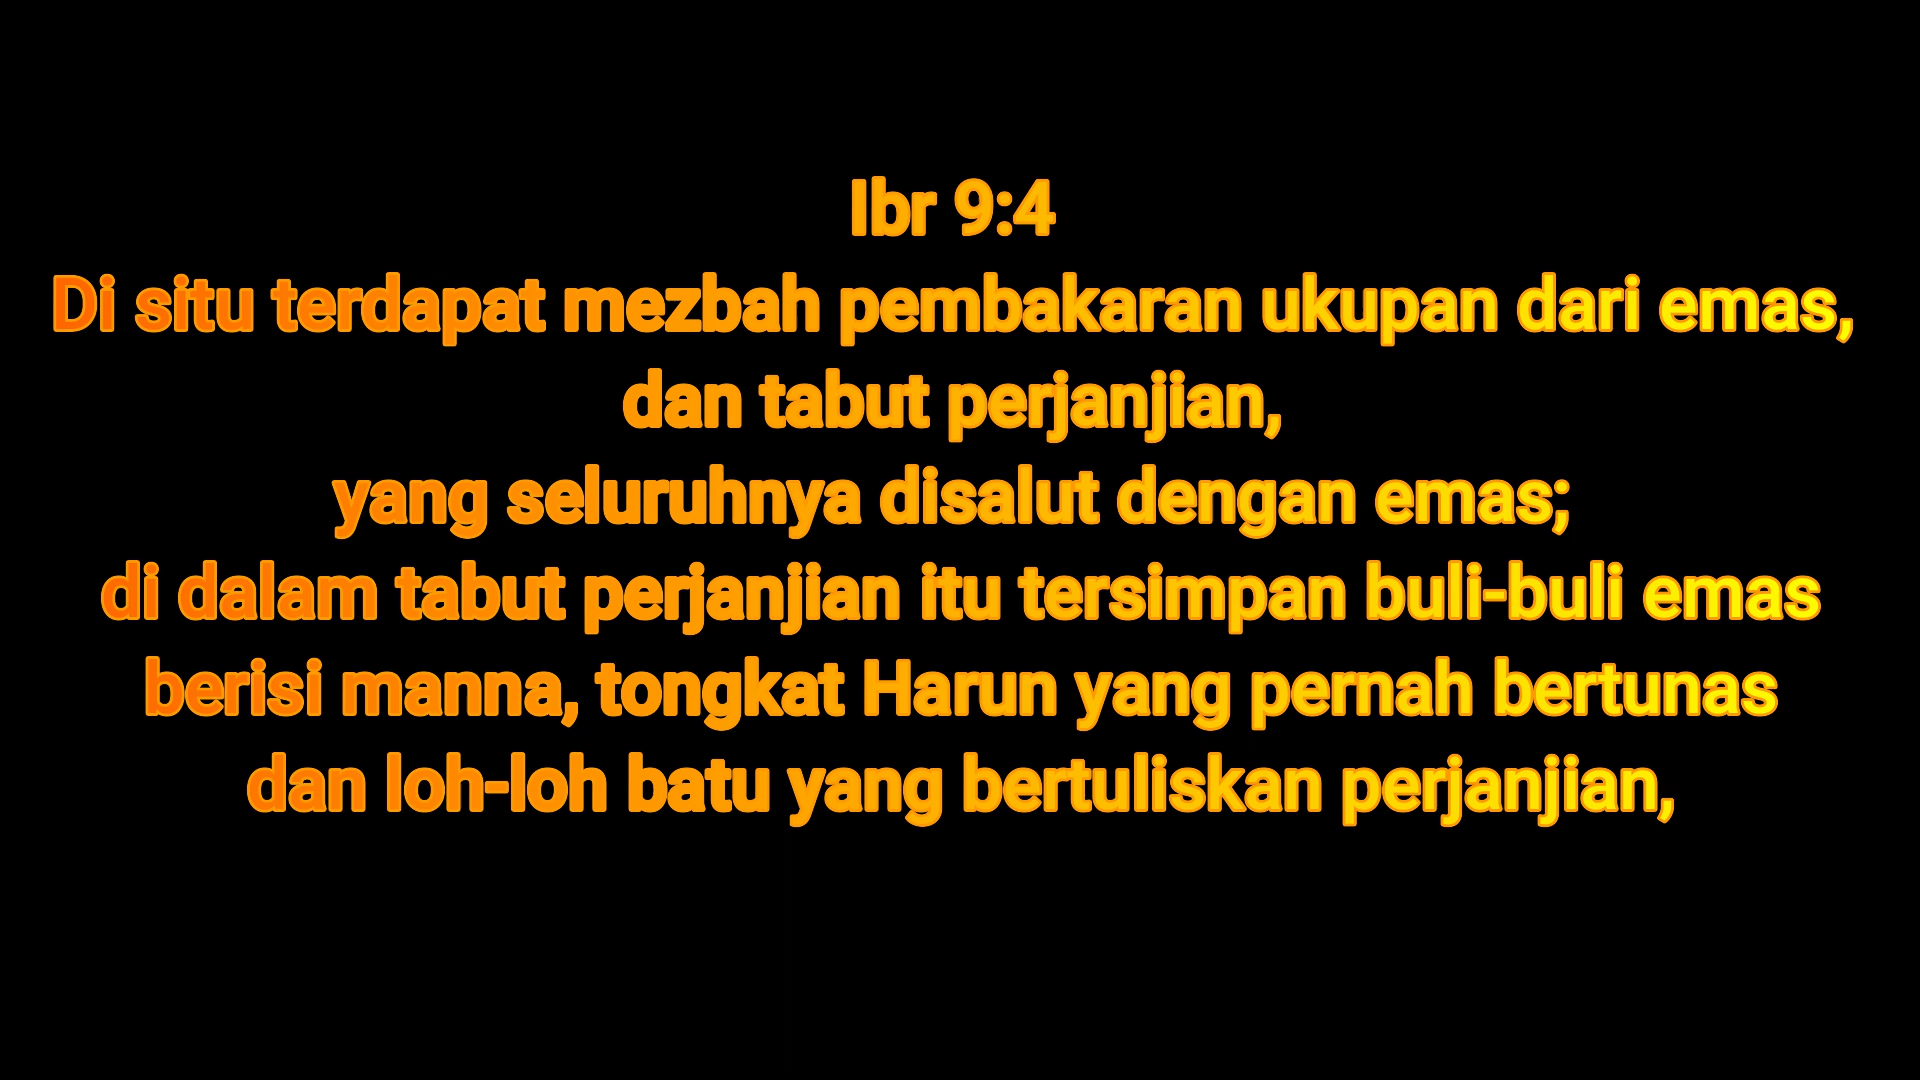 Ibr 9:4
Di situ terdapat mezbah pembakaran ukupan dari emas,
dan tabut perjanjian,
yang seluruhnya disalut dengan emas;
di dalam tabut perjanjian itu tersimpan buli-buli emas
berisi manna, tongkat Harun yang pernah bertunas
dan loh-loh batu yang bertuliskan perjanjian,